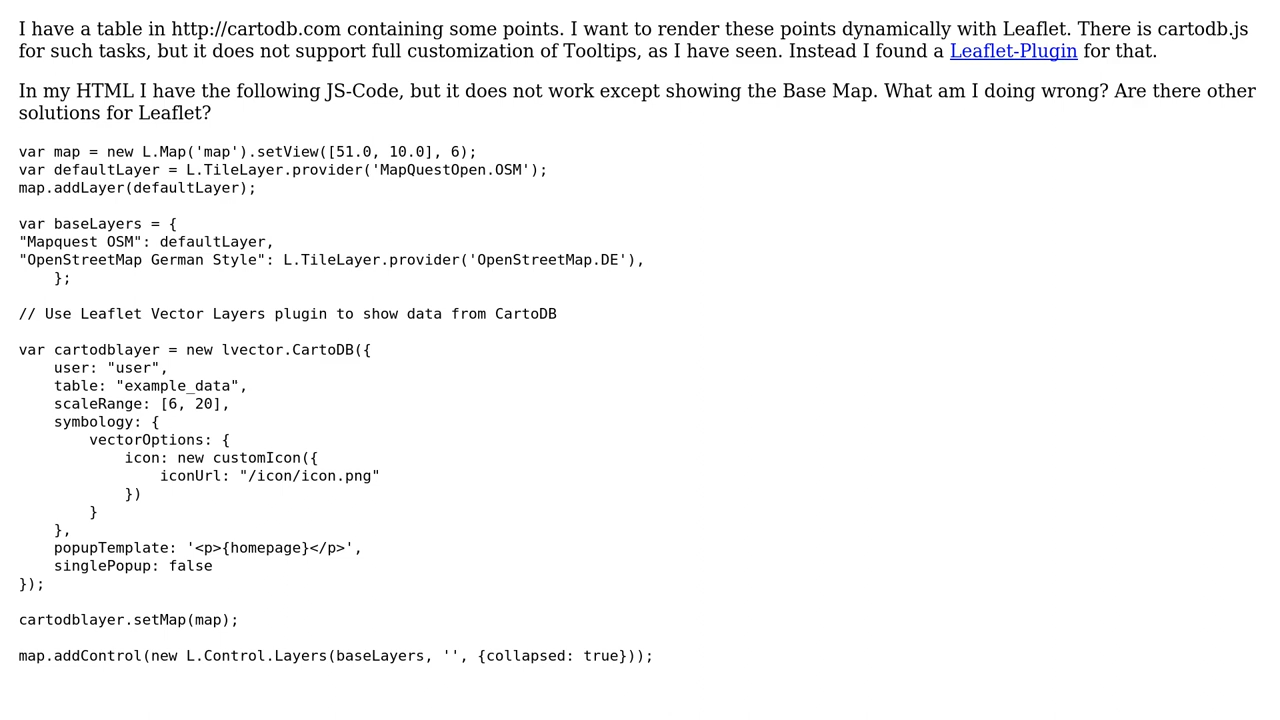 I have a table in http://cartodb.com containing some points. I want to render these points dynamically with Leaflet. There is cartodb.js
for such tasks, but it does not support full customization of Tooltips, as I have seen. Instead I found a Leaflet-Plugin for that.
In my HTML I have the following JS-Code, but it does not work except showing the Base Map. What am I doing wrong? Are there other
solutions for Leaflet?
var map = new L.Map('map').setView([51.0, 10.0], 6);
var defaultLayer = L.TileLayer.provider('MapQuestOpen.OSM');
map.addLayer(defaultLayer);
var baseLayers = {
"Mapquest OSM": defaultLayer,
"OpenStreetMap German Style": L.TileLayer.provider('OpenStreetMap.DE'),
    };
// Use Leaflet Vector Layers plugin to show data from CartoDB
var cartodblayer = new lvector.CartoDB({
    user: "user",
    table: "example_data",
    scaleRange: [6, 20],
    symbology: {
        vectorOptions: {
            icon: new customIcon({
                iconUrl: "/icon/icon.png"
            })
        }
    },
    popupTemplate: '<p>{homepage}</p>',
    singlePopup: false
});
cartodblayer.setMap(map);
map.addControl(new L.Control.Layers(baseLayers, '', {collapsed: true}));